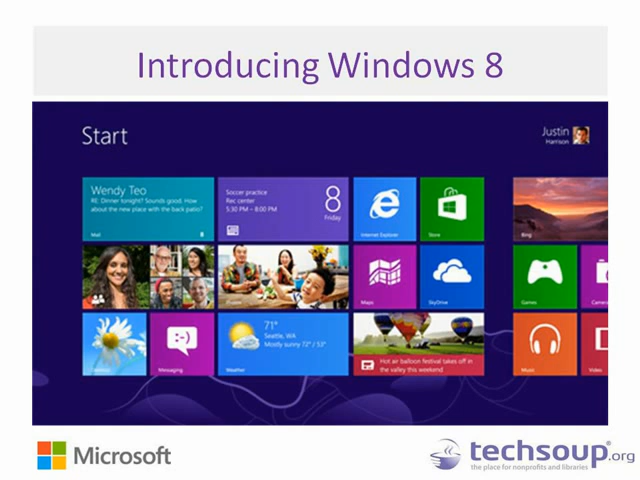 Introducing Windows 8
Start
Justin
Harrison
Wendy Teo
RE: Dinner tonight? Sounds good. How
about the new place with the back patio?
Mail
8
Soccer practice
Rec center
5:30 PM – 8:00 PM
8
Friday
Internet Explorer
Store
Bing
Photos
Maps
SkyDrive
Games
Camera
Desktop
Messaging
71°
Seattle, WA
Mostly sunny 72° / 53°
Weather
Hot air balloon festival takes off in
the valley this weekend
Music
Video
Microsoft
techsoup.org
the place for nonprofits and libraries